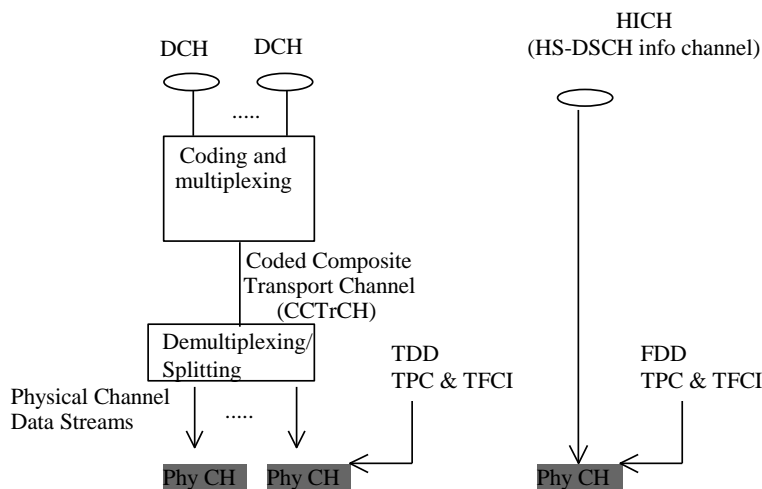 DCH
DCH
HICH
(HS-DSCH info channel)
.....
Coding and
multiplexing
Coded Composite
Transport Channel
(CCTrCH)
Demultiplexing/
Splitting
TDD
TPC & TFCI
FDD
TPC & TFCI
Physical Channel
Data Streams
.....
Phy CH
Phy CH
Phy CH